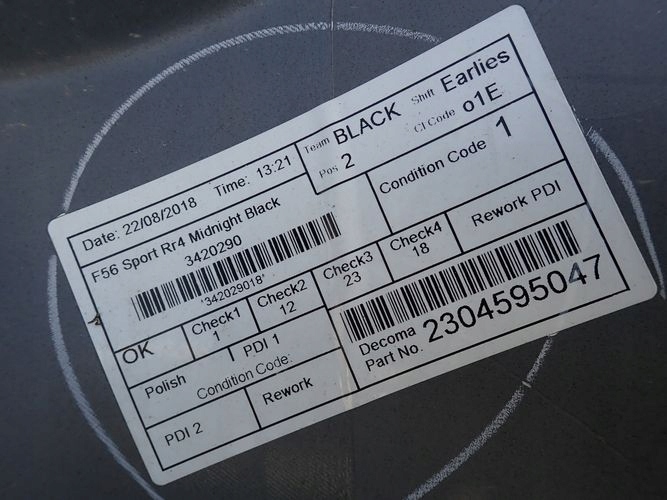 Date: 22/08/2018 Time: 13:21
Team BLACK Shift Earlies
Pos 2 CI Code o1E
F56 Sport Rr4 Midnight Black
3420290
*342029018*
Condition Code 1
OK
Check1 1
Check2 12
Check3 23
Check4 18
Rework PDI
Polish
PDI 1
Condition Code:
PDI 2
Rework
Decoma Part No. 2304595047